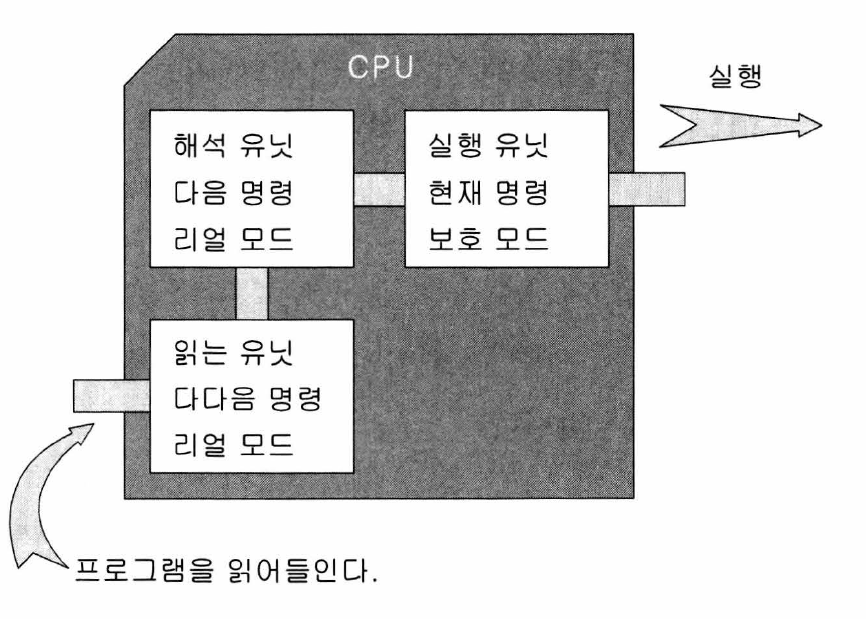 CPU
실행
해석 유닛
다음 명령
리얼 모드
실행 유닛
현재 명령
보호 모드
읽는 유닛
다다음 명령
리얼 모드
프로그램을 읽어들인다.